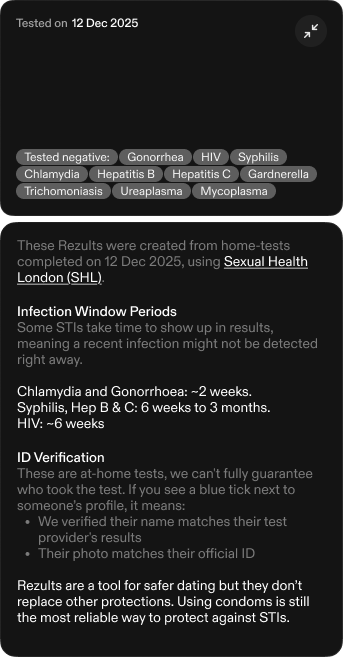 Tested on 12 Dec 2025
Tested negative: Gonorrhea HIV Syphilis
Chlamydia Hepatitis B Hepatitis C Gardnerella
Trichomoniasis Ureaplasma Mycoplasma
These Rezults were created from home-tests
completed on 12 Dec 2025, using Sexual Health
London (SHL).
Infection Window Periods
Some STIs take time to show up in results,
meaning a recent infection might not be detected
right away.
Chlamydia and Gonorrhoea: ~2 weeks.
Syphilis, Hep B & C: 6 weeks to 3 months.
HIV: ~6 weeks
ID Verification
These are at-home tests, we can't fully guarantee
who took the test. If you see a blue tick next to
someone's profile, it means:
• We verified their name matches their test
provider's results
• Their photo matches their official ID
Rezults are a tool for safer dating but they don't
replace other protections. Using condoms is still
the most reliable way to protect against STIs.